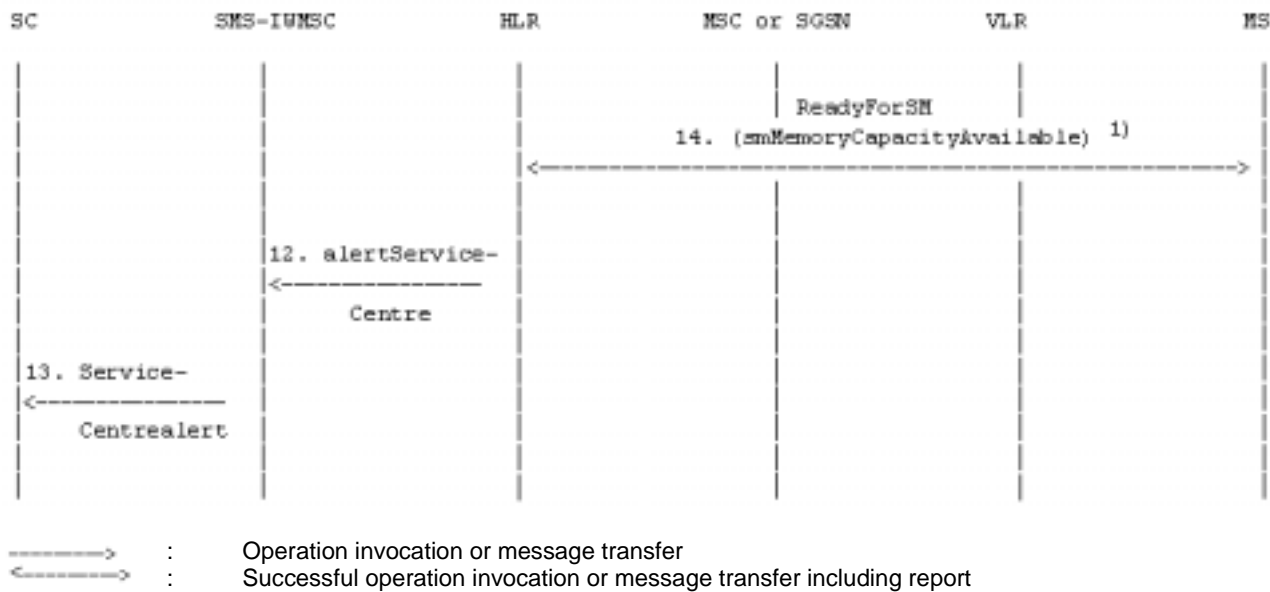 SC SMS-IWMSC HLR MSC or SGSN VLR MS
ReadyForSM
14. (smMemoryCapacityAvailable) 1)
12. alertService-
Centre
13. Service-
Centrealert
: Operation invocation or message transfer
: Successful operation invocation or message transfer including report